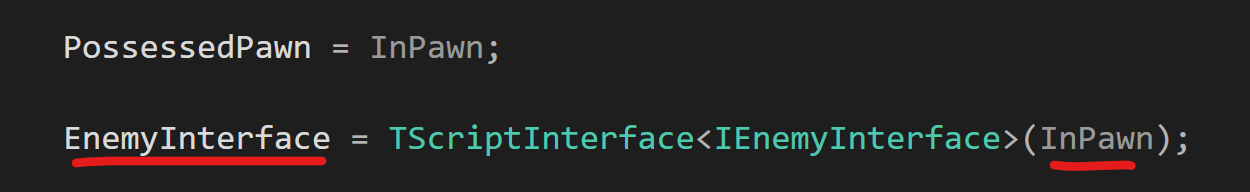 PossessedPawn = InPawn;
EnemyInterface = TScriptInterface<IEnemyInterface>(InPawn);